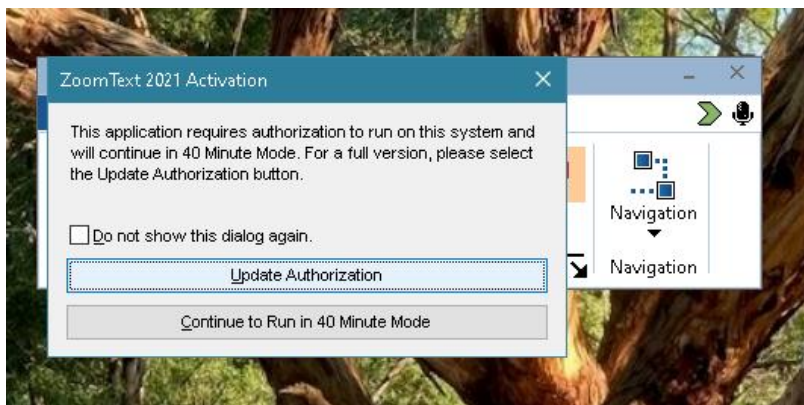 ZoomText 2021 Activation
This application requires authorization to run on this system and
will continue in 40 Minute Mode. For a full version, please select
the Update Authorization button.
Do not show this dialog again.
Update Authorization
Continue to Run in 40 Minute Mode
Navigation
Navigation